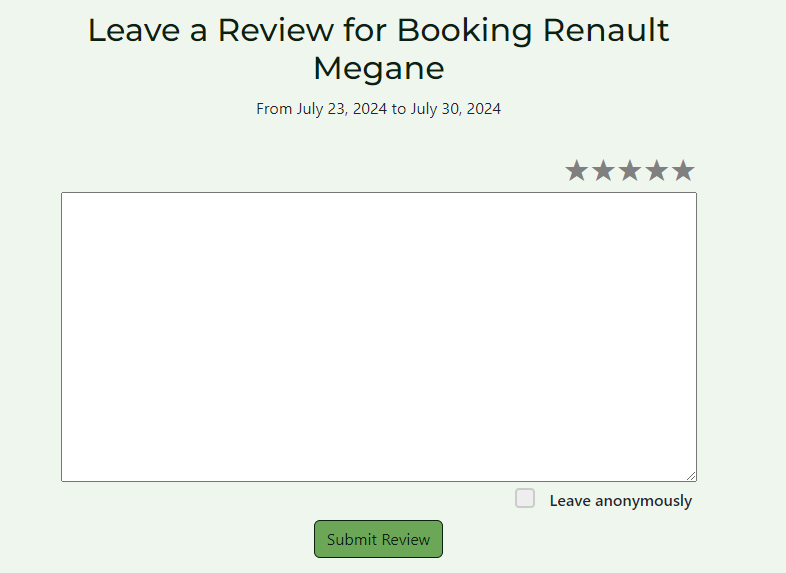 Leave a Review for Booking Renault
Megane
From July 23, 2024 to July 30, 2024
Leave anonymously
Submit Review